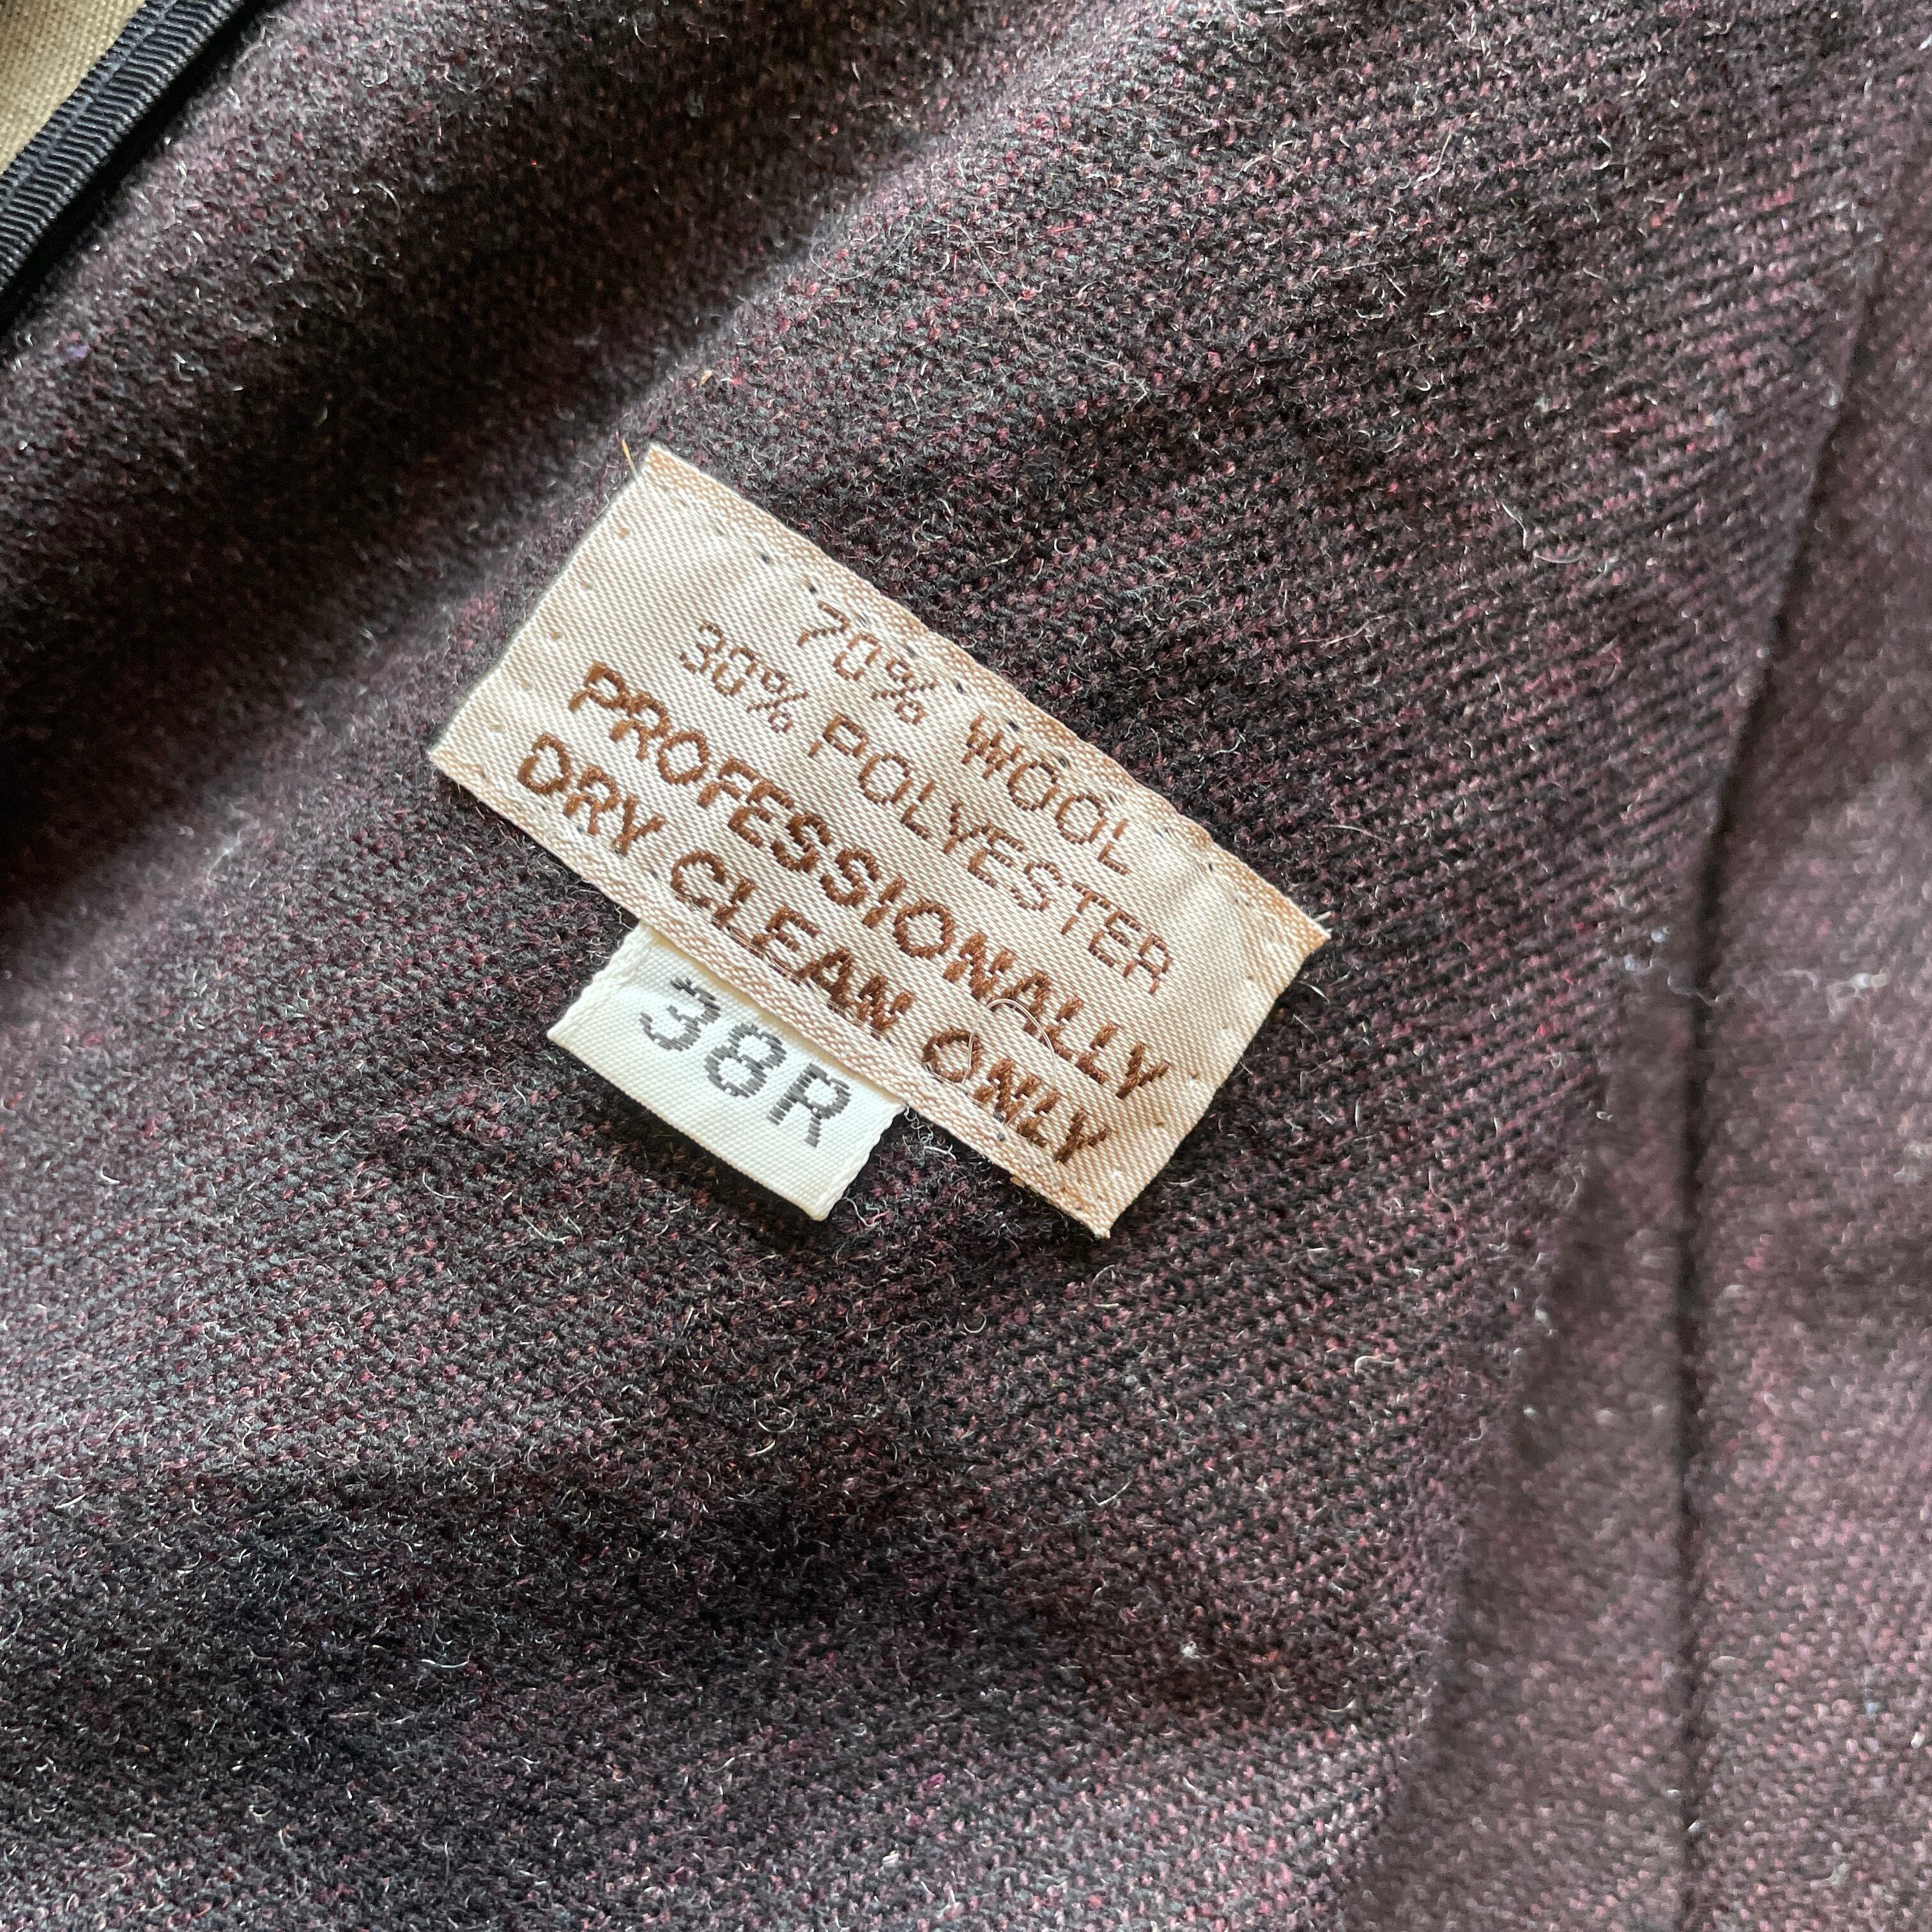 70% WOOL
30% POLYESTER
PROFESSIONALLY
DRY CLEAN ONLY
38R